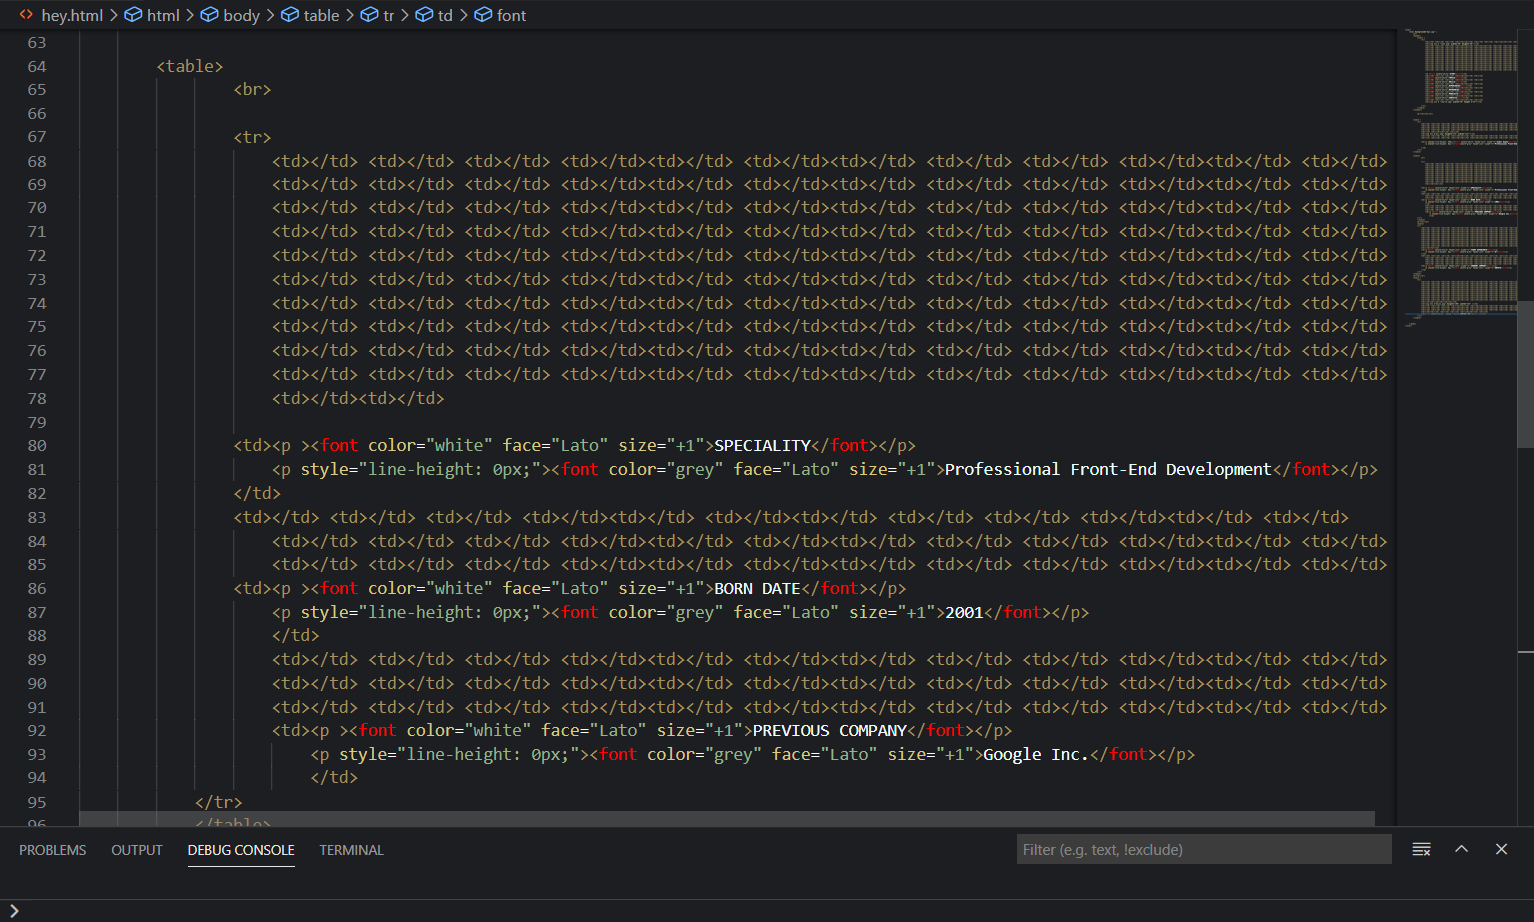 hey.html > html > body > table > tr > td > font
63
64 <table>
65 <br>
66
67 <tr>
68 <td></td> <td></td> <td></td> <td></td><td></td> <td></td><td></td> <td></td> <td></td> <td></td><td></td> <td></td>
69 <td></td> <td></td> <td></td> <td></td><td></td> <td></td><td></td> <td></td> <td></td> <td></td><td></td> <td></td>
70 <td></td> <td></td> <td></td> <td></td><td></td> <td></td><td></td> <td></td> <td></td> <td></td><td></td> <td></td>
71 <td></td> <td></td> <td></td> <td></td><td></td> <td></td><td></td> <td></td> <td></td> <td></td><td></td> <td></td>
72 <td></td> <td></td> <td></td> <td></td><td></td> <td></td><td></td> <td></td> <td></td> <td></td><td></td> <td></td>
73 <td></td> <td></td> <td></td> <td></td><td></td> <td></td><td></td> <td></td> <td></td> <td></td><td></td> <td></td>
74 <td></td> <td></td> <td></td> <td></td><td></td> <td></td><td></td> <td></td> <td></td> <td></td><td></td> <td></td>
75 <td></td> <td></td> <td></td> <td></td><td></td> <td></td><td></td> <td></td> <td></td> <td></td><td></td> <td></td>
76 <td></td> <td></td> <td></td> <td></td><td></td> <td></td><td></td> <td></td> <td></td> <td></td><td></td> <td></td>
77 <td></td> <td></td> <td></td> <td></td><td></td> <td></td><td></td> <td></td> <td></td> <td></td><td></td> <td></td>
78 <td></td><td></td>
79
80 <td><p ><font color="white" face="Lato" size="+1">SPECIALITY</font></p>
81 <p style="line-height: 0px;"><font color="grey" face="Lato" size="+1">Professional Front-End Development</font></p>
82 </td>
83 <td></td> <td></td> <td></td> <td></td><td></td> <td></td><td></td> <td></td> <td></td> <td></td><td></td> <td></td>
84 <td></td> <td></td> <td></td> <td></td><td></td> <td></td><td></td> <td></td> <td></td> <td></td><td></td> <td></td>
85 <td></td> <td></td> <td></td> <td></td><td></td> <td></td><td></td> <td></td> <td></td> <td></td><td></td> <td></td>
86 <td><p ><font color="white" face="Lato" size="+1">BORN DATE</font></p>
87 <p style="line-height: 0px;"><font color="grey" face="Lato" size="+1">2001</font></p>
88 </td>
89 <td></td> <td></td> <td></td> <td></td><td></td> <td></td><td></td> <td></td> <td></td> <td></td><td></td> <td></td>
90 <td></td> <td></td> <td></td> <td></td><td></td> <td></td><td></td> <td></td> <td></td> <td></td><td></td> <td></td>
91 <td></td> <td></td> <td></td> <td></td><td></td> <td></td><td></td> <td></td> <td></td> <td></td><td></td> <td></td>
92 <td><p ><font color="white" face="Lato" size="+1">PREVIOUS COMPANY</font></p>
93 <p style="line-height: 0px;"><font color="grey" face="Lato" size="+1">Google Inc.</font></p>
94 </td>
95 </tr>
96 </table>
PROBLEMS OUTPUT DEBUG CONSOLE TERMINAL Filter (e.g. text, !exclude)